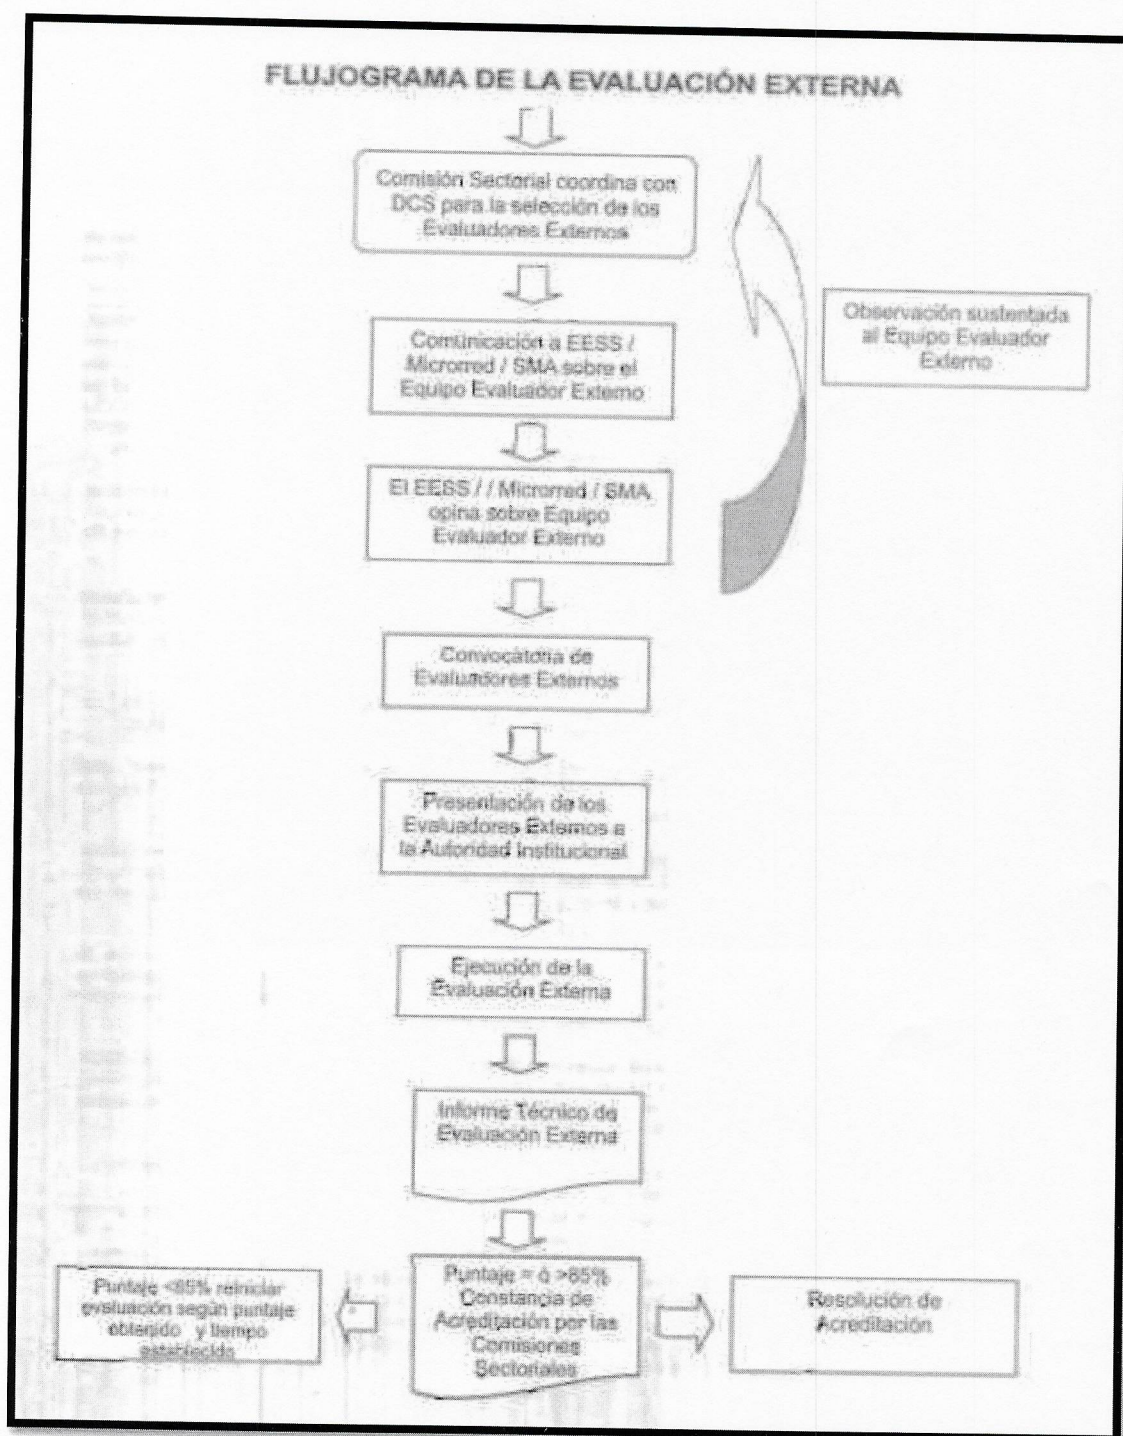 FLUJOGRAMA DE LA EVALUACIÓN EXTERNA
Comisión Sectorial coordina con
DCS para la selección de los
Evaluadores Externos
Comunicación a EESS /
Microrred / SMA sobre el
Equipo Evaluador Externo
Observación sustentada
al Equipo Evaluador
Externo
El EESS / / Microrred / SMA
opina sobre Equipo
Evaluador Externo
Convocatoria de
Evaluadores Externos
Presentación de los
Evaluadores Externos a
la Autoridad Institucional
Ejecución de la
Evaluación Externa
Informe Técnico de
Evaluación Externa
Puntaje <85% reiniciar
evaluación según puntaje
obtenido y tiempo
establecido
Puntaje = ó >85%
Constancia de
Acreditación por las
Comisiones
Sectoriales
Resolución de
Acreditación